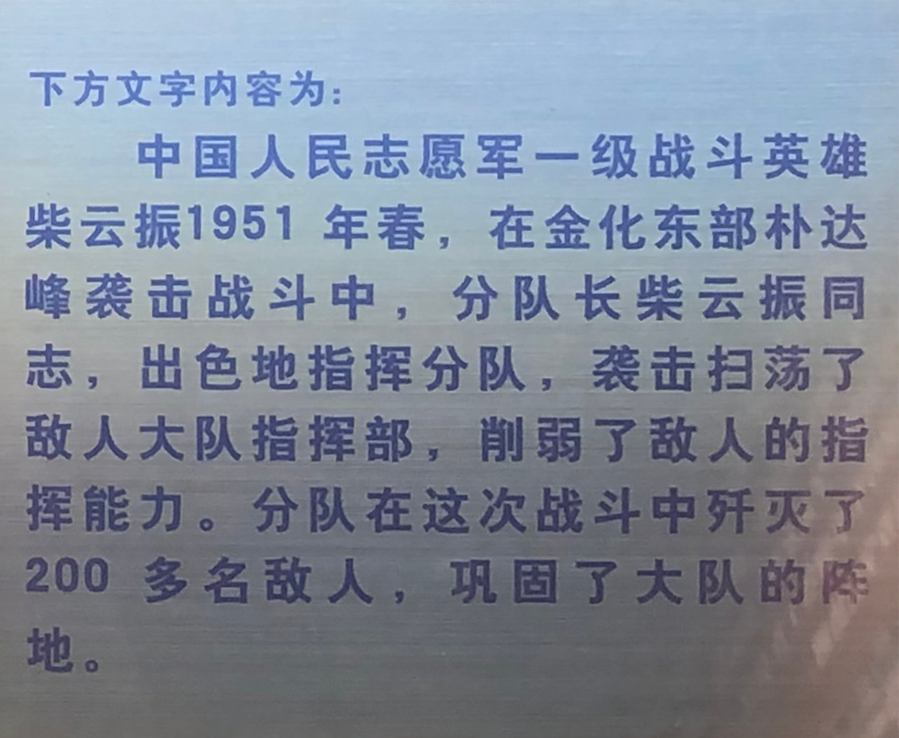 下方文字内容为:
中国人民志愿军一级战斗英雄
柴云振1951 年春，在金化东部朴达
峰袭击战斗中，分队长柴云振同
志，出色地指挥分队，袭击扫荡了
敌人大队指挥部，削弱了敌人的指
挥能力。分队在这次战斗中歼灭了
200 多名敌人，巩固了大队的阵
地。